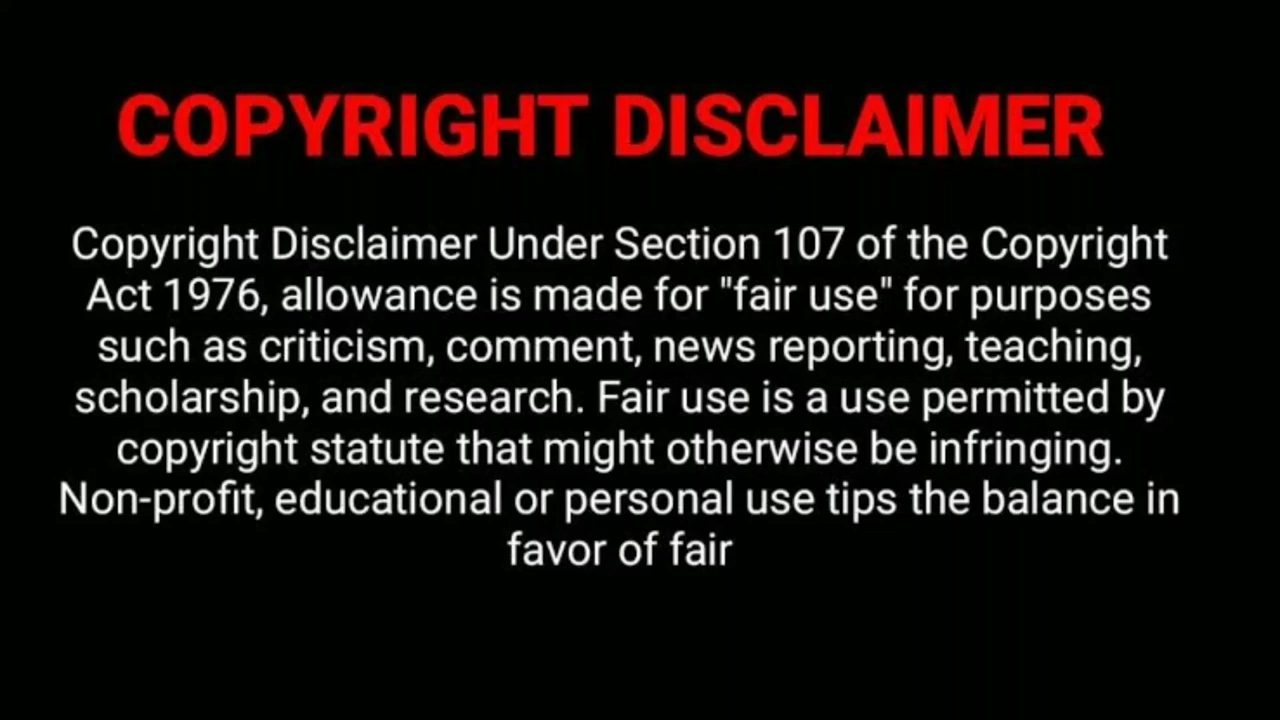 COPYRIGHT DISCLAIMER
Copyright Disclaimer Under Section 107 of the Copyright
Act 1976, allowance is made for "fair use" for purposes
such as criticism, comment, news reporting, teaching,
scholarship, and research. Fair use is a use permitted by
copyright statute that might otherwise be infringing.
Non-profit, educational or personal use tips the balance in
favor of fair